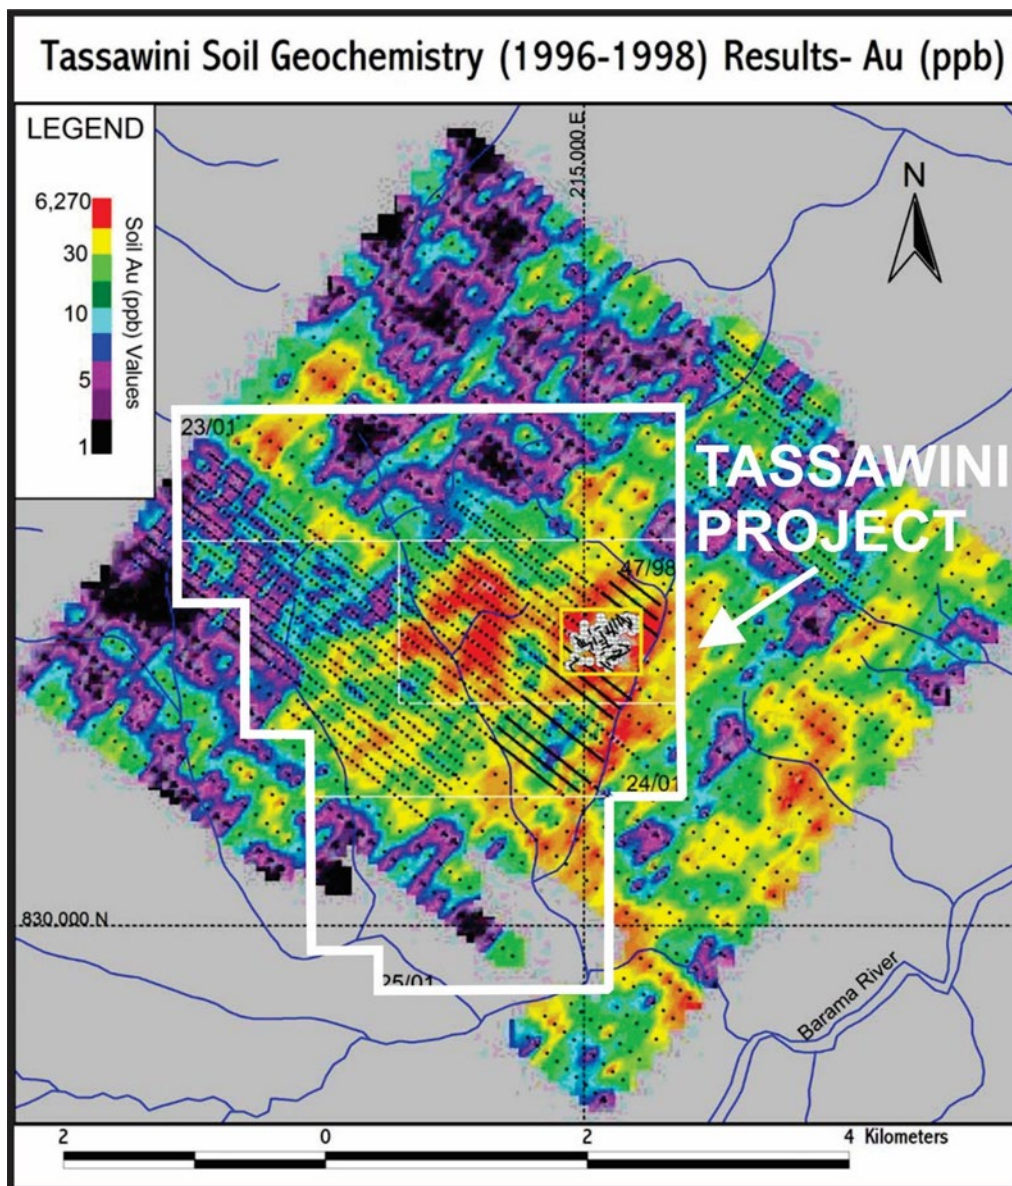 Tassawini Soil Geochemistry (1996-1998) Results- Au (ppb)
LEGEND
6,270
30
10
5
1
Soil Au (ppb) Values
215,000 E
N
23/01
TASSAWINI
PROJECT
47/98
24/01
830,000 N
25/01
Barama River
2 0 2 4 Kilometers